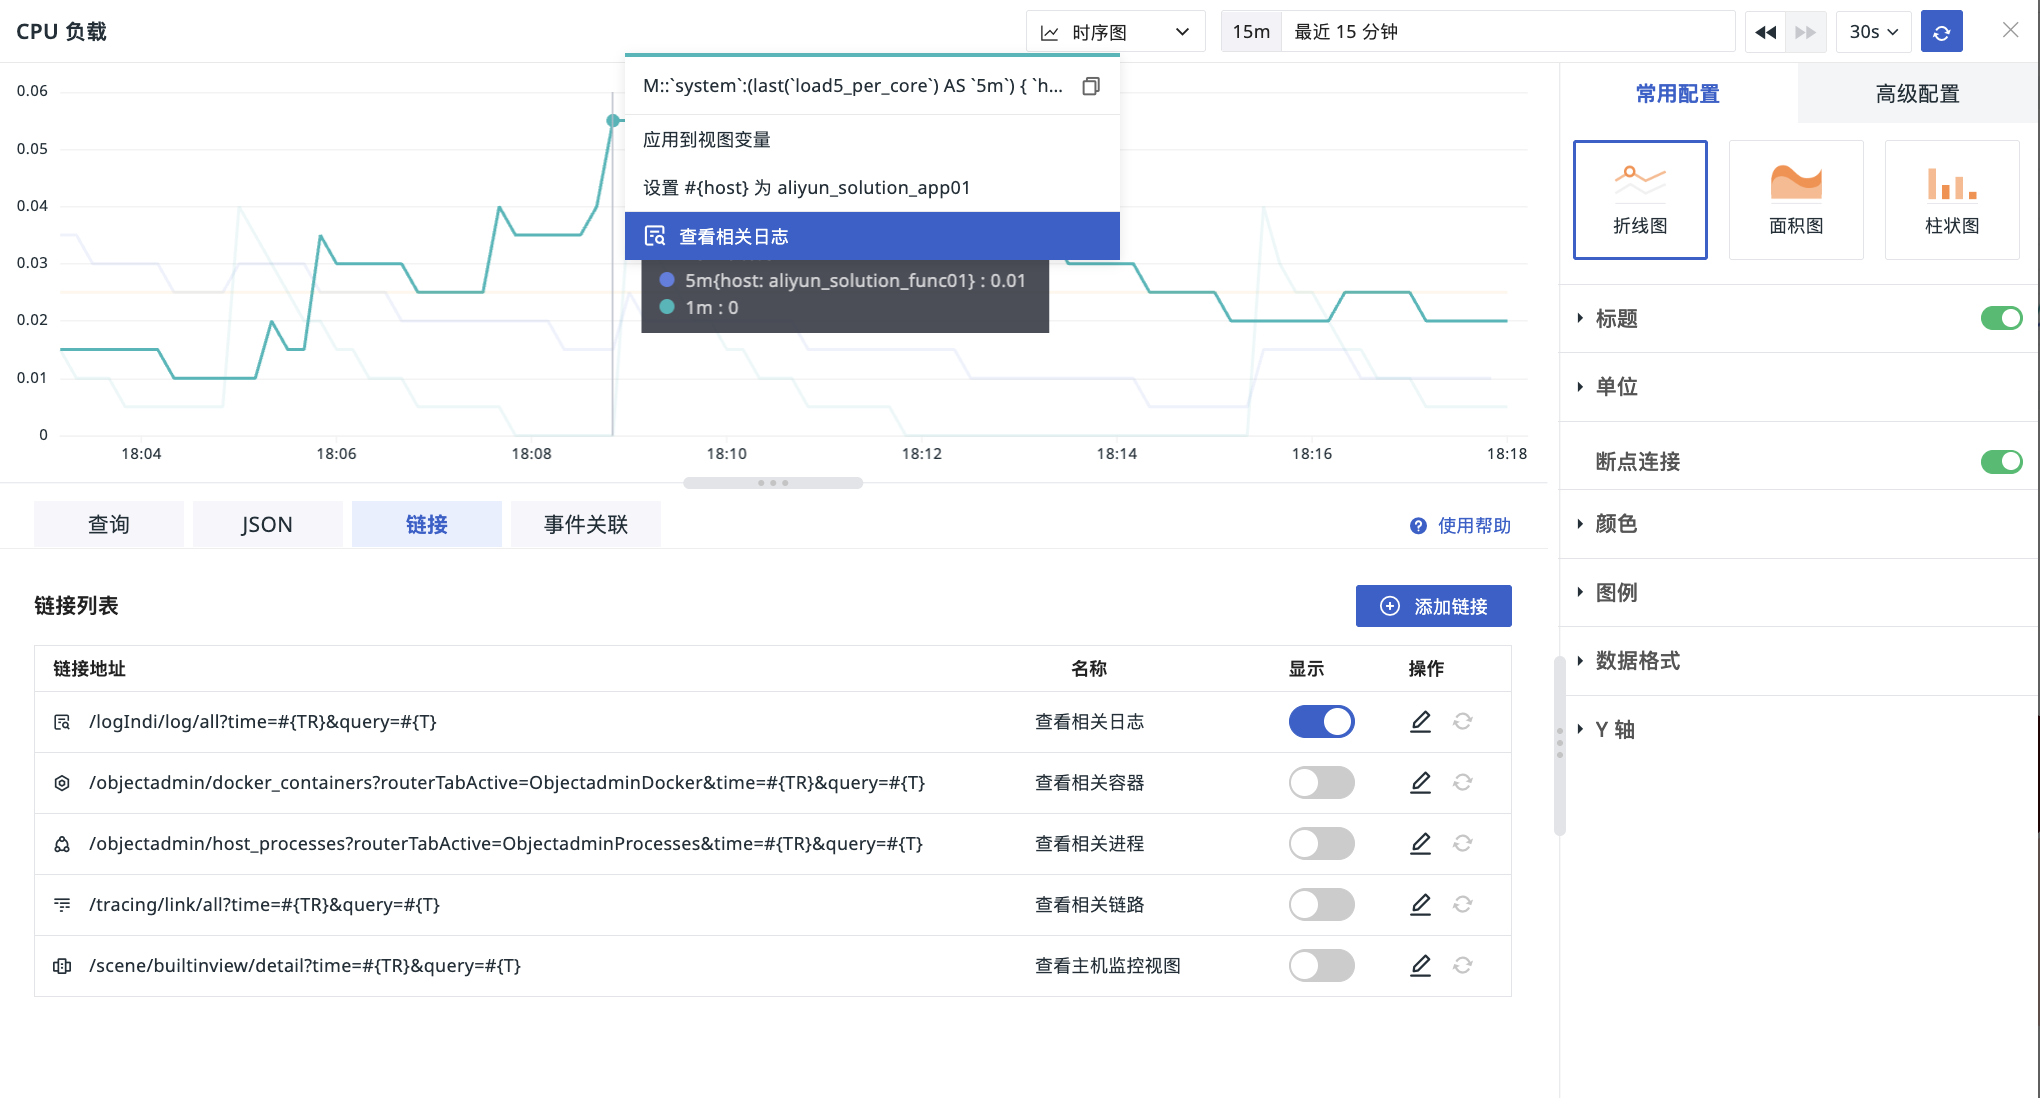 CPU 负载
时序图
15m 最近 15 分钟
30s
M::`system`:(last(`load5_per_core`) AS `5m`) { `h...
应用到视图变量
设置 #{host} 为 aliyun_solution_app01
查看相关日志
5m{host: aliyun_solution_func01} : 0.01
1m : 0
0.06
0.05
0.04
0.03
0.02
0.01
0
18:04 18:06 18:08 18:10 18:12 18:14 18:16 18:18
查询 JSON 链接 事件关联
使用帮助
链接列表
添加链接
链接地址 名称 显示 操作
/logIndi/log/all?time=#{TR}&query=#{T} 查看相关日志
/objectadmin/docker_containers?routerTabActive=ObjectadminDocker&time=#{TR}&query=#{T} 查看相关容器
/objectadmin/host_processes?routerTabActive=ObjectadminProcesses&time=#{TR}&query=#{T} 查看相关进程
/tracing/link/all?time=#{TR}&query=#{T} 查看相关链路
/scene/builtinview/detail?time=#{TR}&query=#{T} 查看主机监控视图
常用配置 高级配置
折线图 面积图 柱状图
标题
单位
断点连接
颜色
图例
数据格式
Y 轴